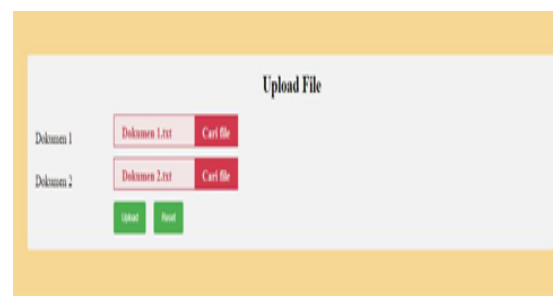 Upload File
Dokumen 1 Dokumen 1.txt Cari file
Dokumen 2 Dokumen 2.txt Cari file
Upload Reset